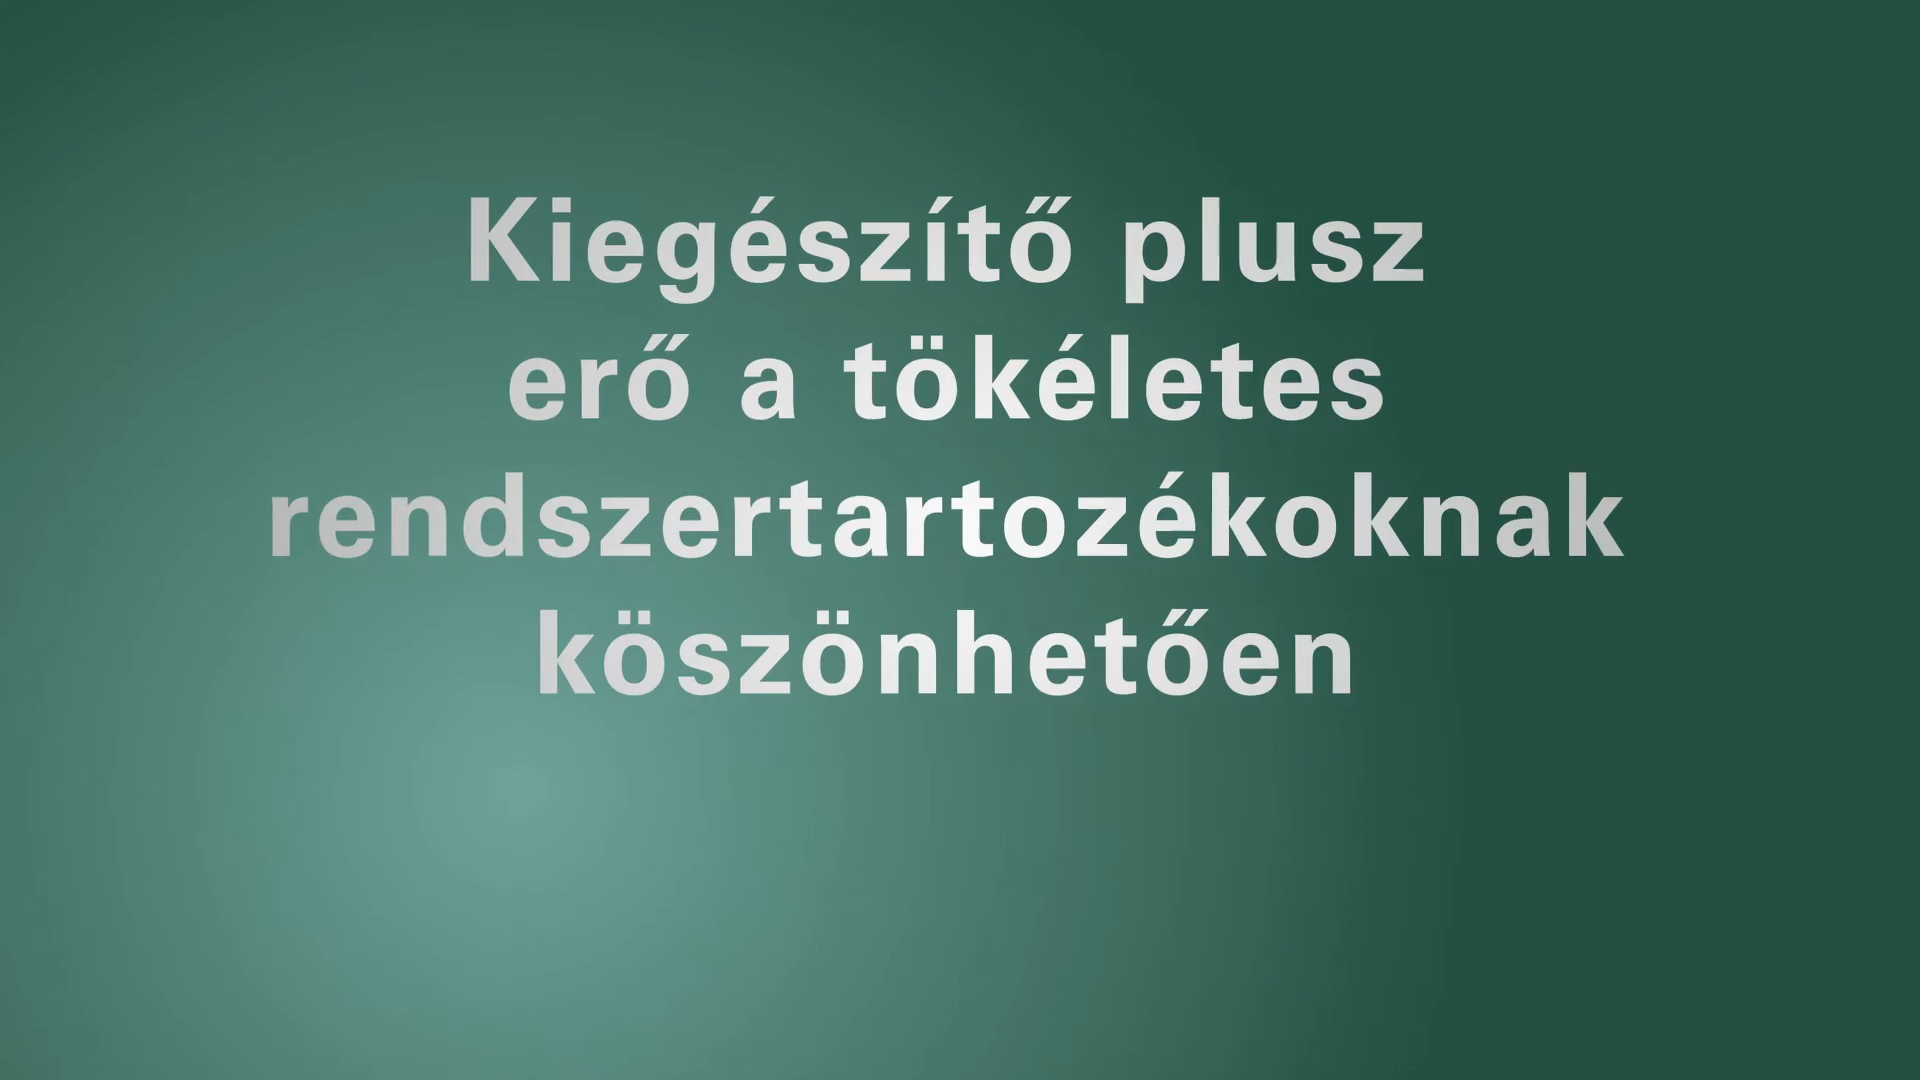 Kiegészítő plusz
erő a tökéletes
rendszertartozékoknak
köszönhetően